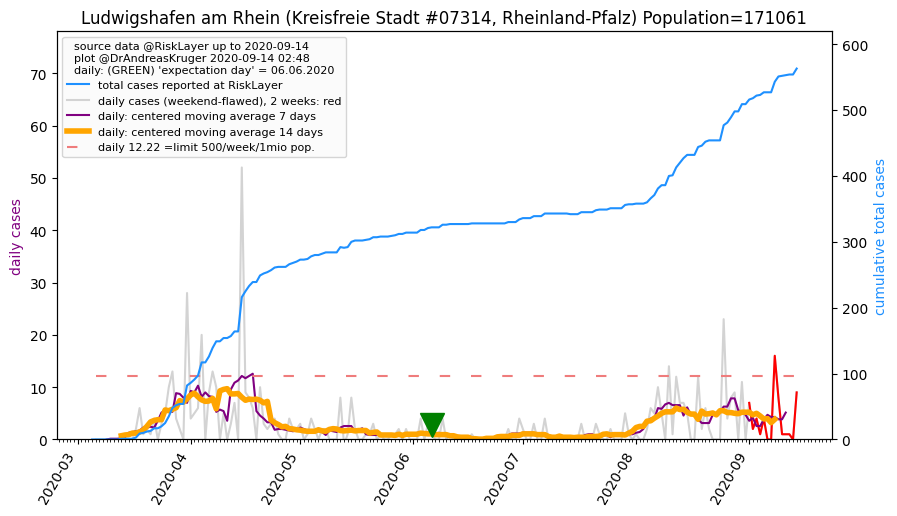 Ludwigshafen am Rhein (Kreisfreie Stadt #07314, Rheinland-Pfalz) Population=171061
source data @RiskLayer up to 2020-09-14
plot @DrAndreasKruger 2020-09-14 02:48
daily: (GREEN) 'expectation day' = 06.06.2020
total cases reported at RiskLayer
daily cases (weekend-flawed), 2 weeks: red
daily: centered moving average 7 days
daily: centered moving average 14 days
daily 12.22 =limit 500/week/1mio pop.
daily cases
70
60
50
40
30
20
10
0
cumulative total cases
600
500
400
300
200
100
0
2020-03
2020-04
2020-05
2020-06
2020-07
2020-08
2020-09